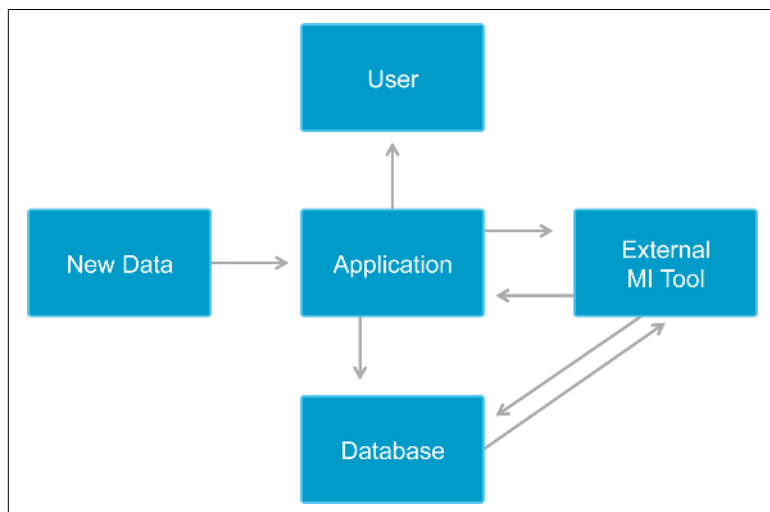 User
New Data
Application
External
MI Tool
Database